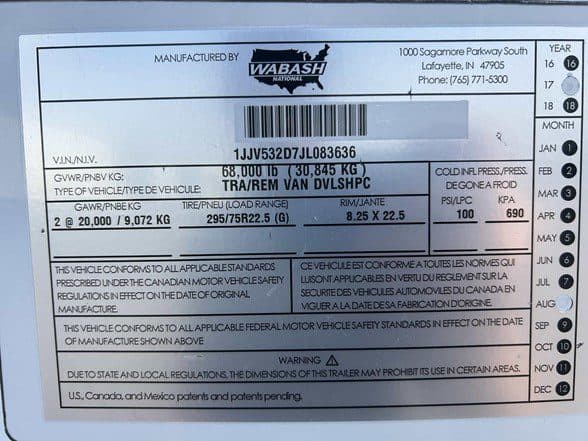 MANUFACTURED BY
WABASH
NATIONAL
1000 Sagamore Parkway South
Lafayette, IN 47905
Phone: (765) 771-5300
V.I.N./N.I.V. 1JJV532D7JL083636
GVWR/PNBV KG: 68,000 lb (30,845 KG)
TYPE OF VEHICLE/TYPE DE VEHICULE: TRA/REM VAN DVLSHPC
COLD INFL.PRESS./PRESS.
DE GONE A FROID
GAWR/PNBE KG TIRE/PNEU (LOAD RANGE) RIM/JANTE PSI/LPC KPA
2 @ 20,000 / 9,072 KG 295/75R22.5 (G) 8.25 X 22.5 100 690
THIS VEHICLE CONFORMS TO ALL APPLICABLE STANDARDS
PRESCRIBED UNDER THE CANADIAN MOTOR VEHICLE SAFETY
REGULATIONS IN EFFECT ON THE DATE OF ORIGINAL
MANUFACTURE.
CE VEHICULE EST CONFORME A TOUTES LES NORMES QUI
LUI SONT APPLICABLES EN VERTU DU REGLEMENT SUR LA
SECURITE DES VEHICULES AUTOMOBILES DU CANADA EN
VIGUER A LA DATE DE SA FABRICATION D'ORIGINE.
THIS VEHICLE CONFORMS TO ALL APPLICABLE FEDERAL MOTOR VEHICLE SAFETY STANDARDS IN EFFECT ON THE DATE
OF MANUFACTURE SHOWN ABOVE
WARNING
DUE TO STATE AND LOCAL REGULATIONS, THE DIMENSIONS OF THIS TRAILER MAY PROHIBIT ITS USE IN CERTAIN AREAS.
U.S., Canada, and Mexico patents and patents pending.
YEAR
16 16
17
18 18
MONTH
JAN 1
FEB 2
MAR 3
APR 4
MAY 5
JUN 6
JUL 7
AUG
SEP 9
OCT 10
NOV 11
DEC 12